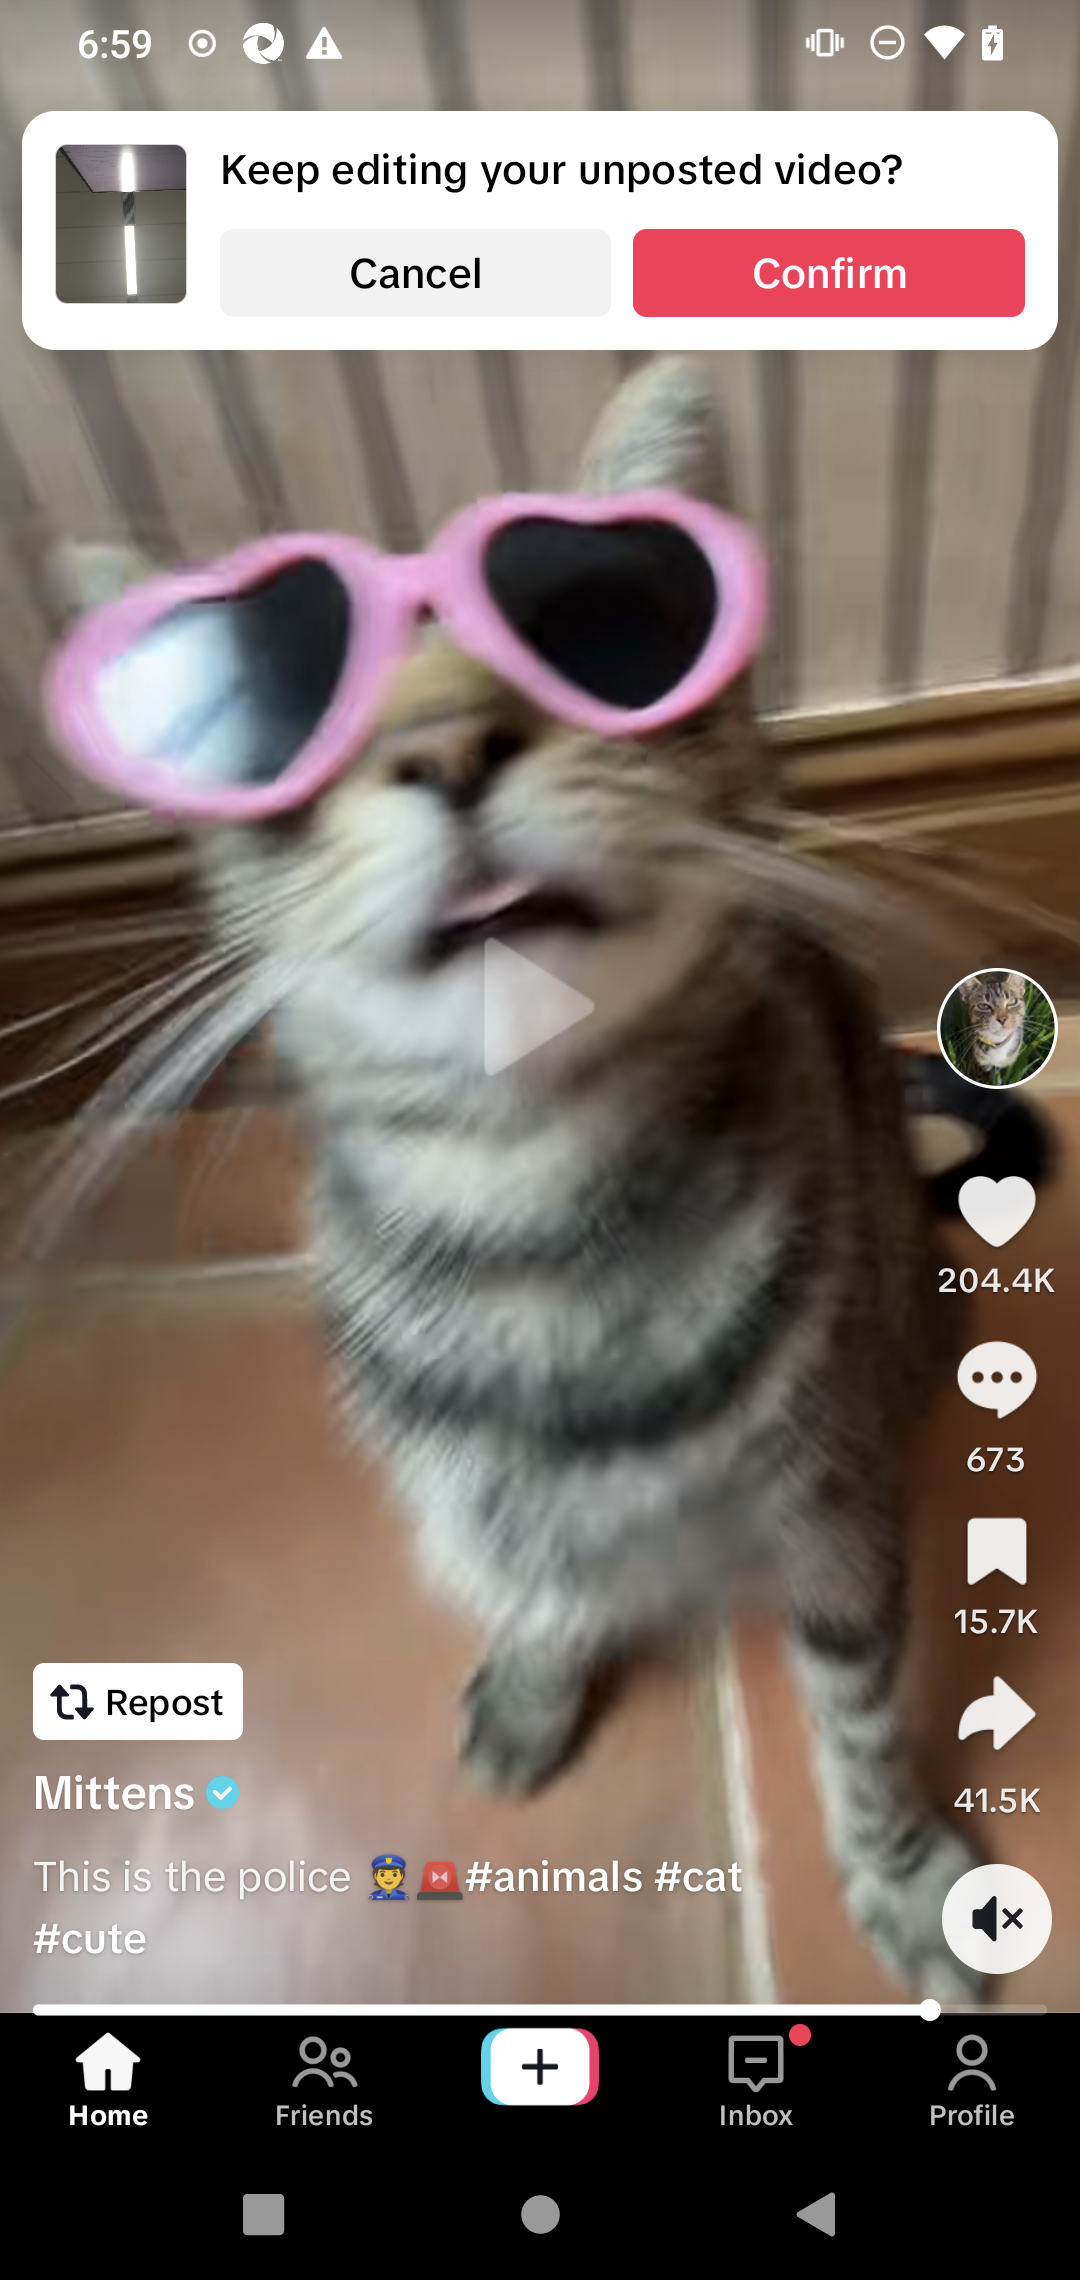 6:59
Keep editing your unposted video?
Cancel
Confirm
204.4K
673
15.7K
41.5K
Repost
Mittens
This is the police 👮🚨#animals #cat
#cute
Home
Friends
Inbox
Profile